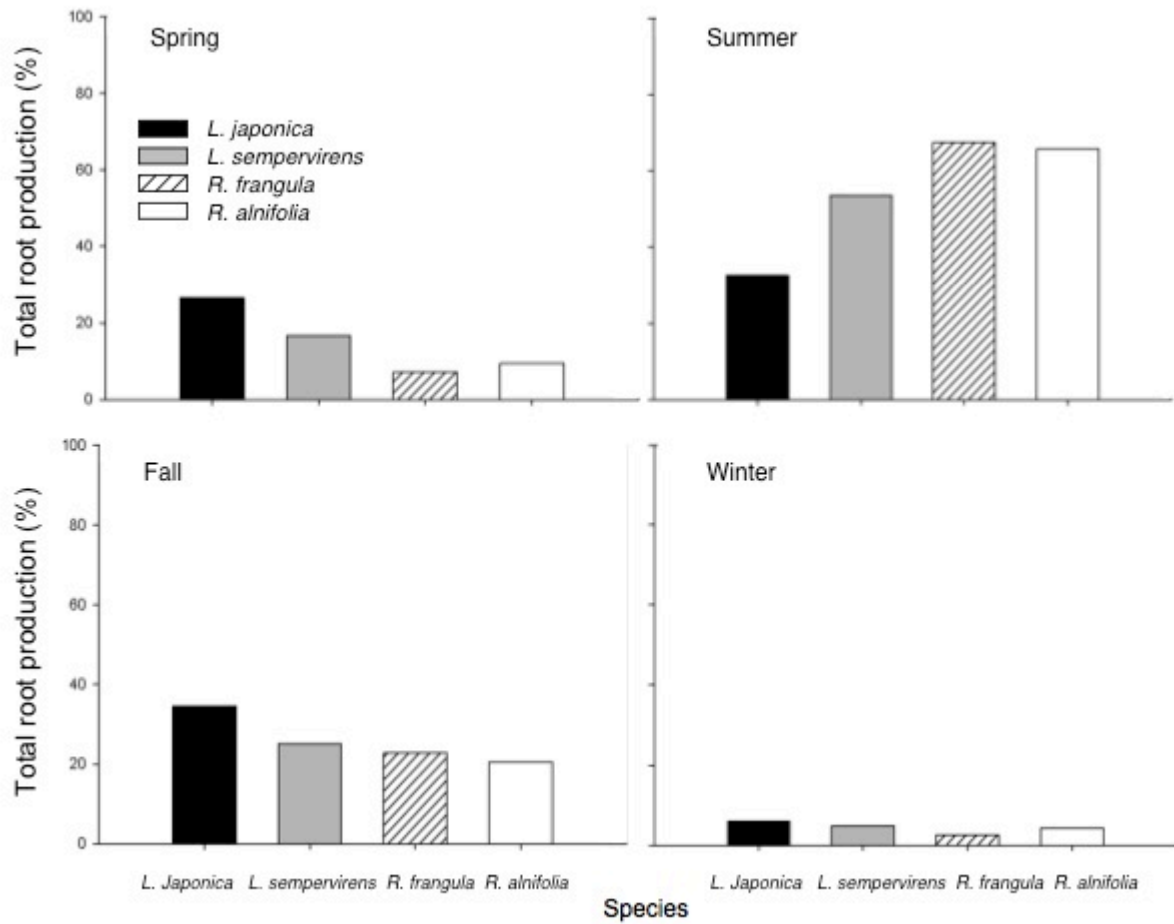 Total root production (%)
100
80
60
40
20
0
Spring
L. japonica
L. sempervirens
R. frangula
R. alnifolia
Summer
Total root production (%)
100
80
60
40
20
0
Fall
Winter
L. Japonica L. sempervirens R. frangula R. alnifolia
L. Japonica L. sempervirens R. frangula R. alnifolia
Species